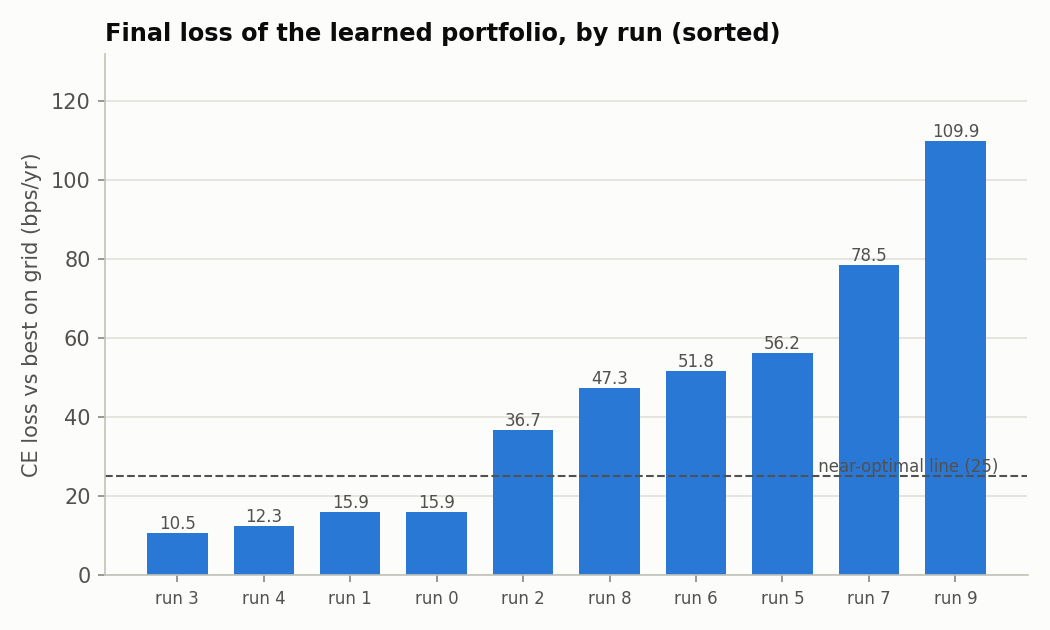 Final loss of the learned portfolio, by run (sorted)
CE loss vs best on grid (bps/yr)
120
100
80
60
40
20
0
10.5
12.3
15.9
15.9
36.7
47.3
51.8
56.2
78.5
109.9
near-optimal line (25)
run 3
run 4
run 1
run 0
run 2
run 8
run 6
run 5
run 7
run 9